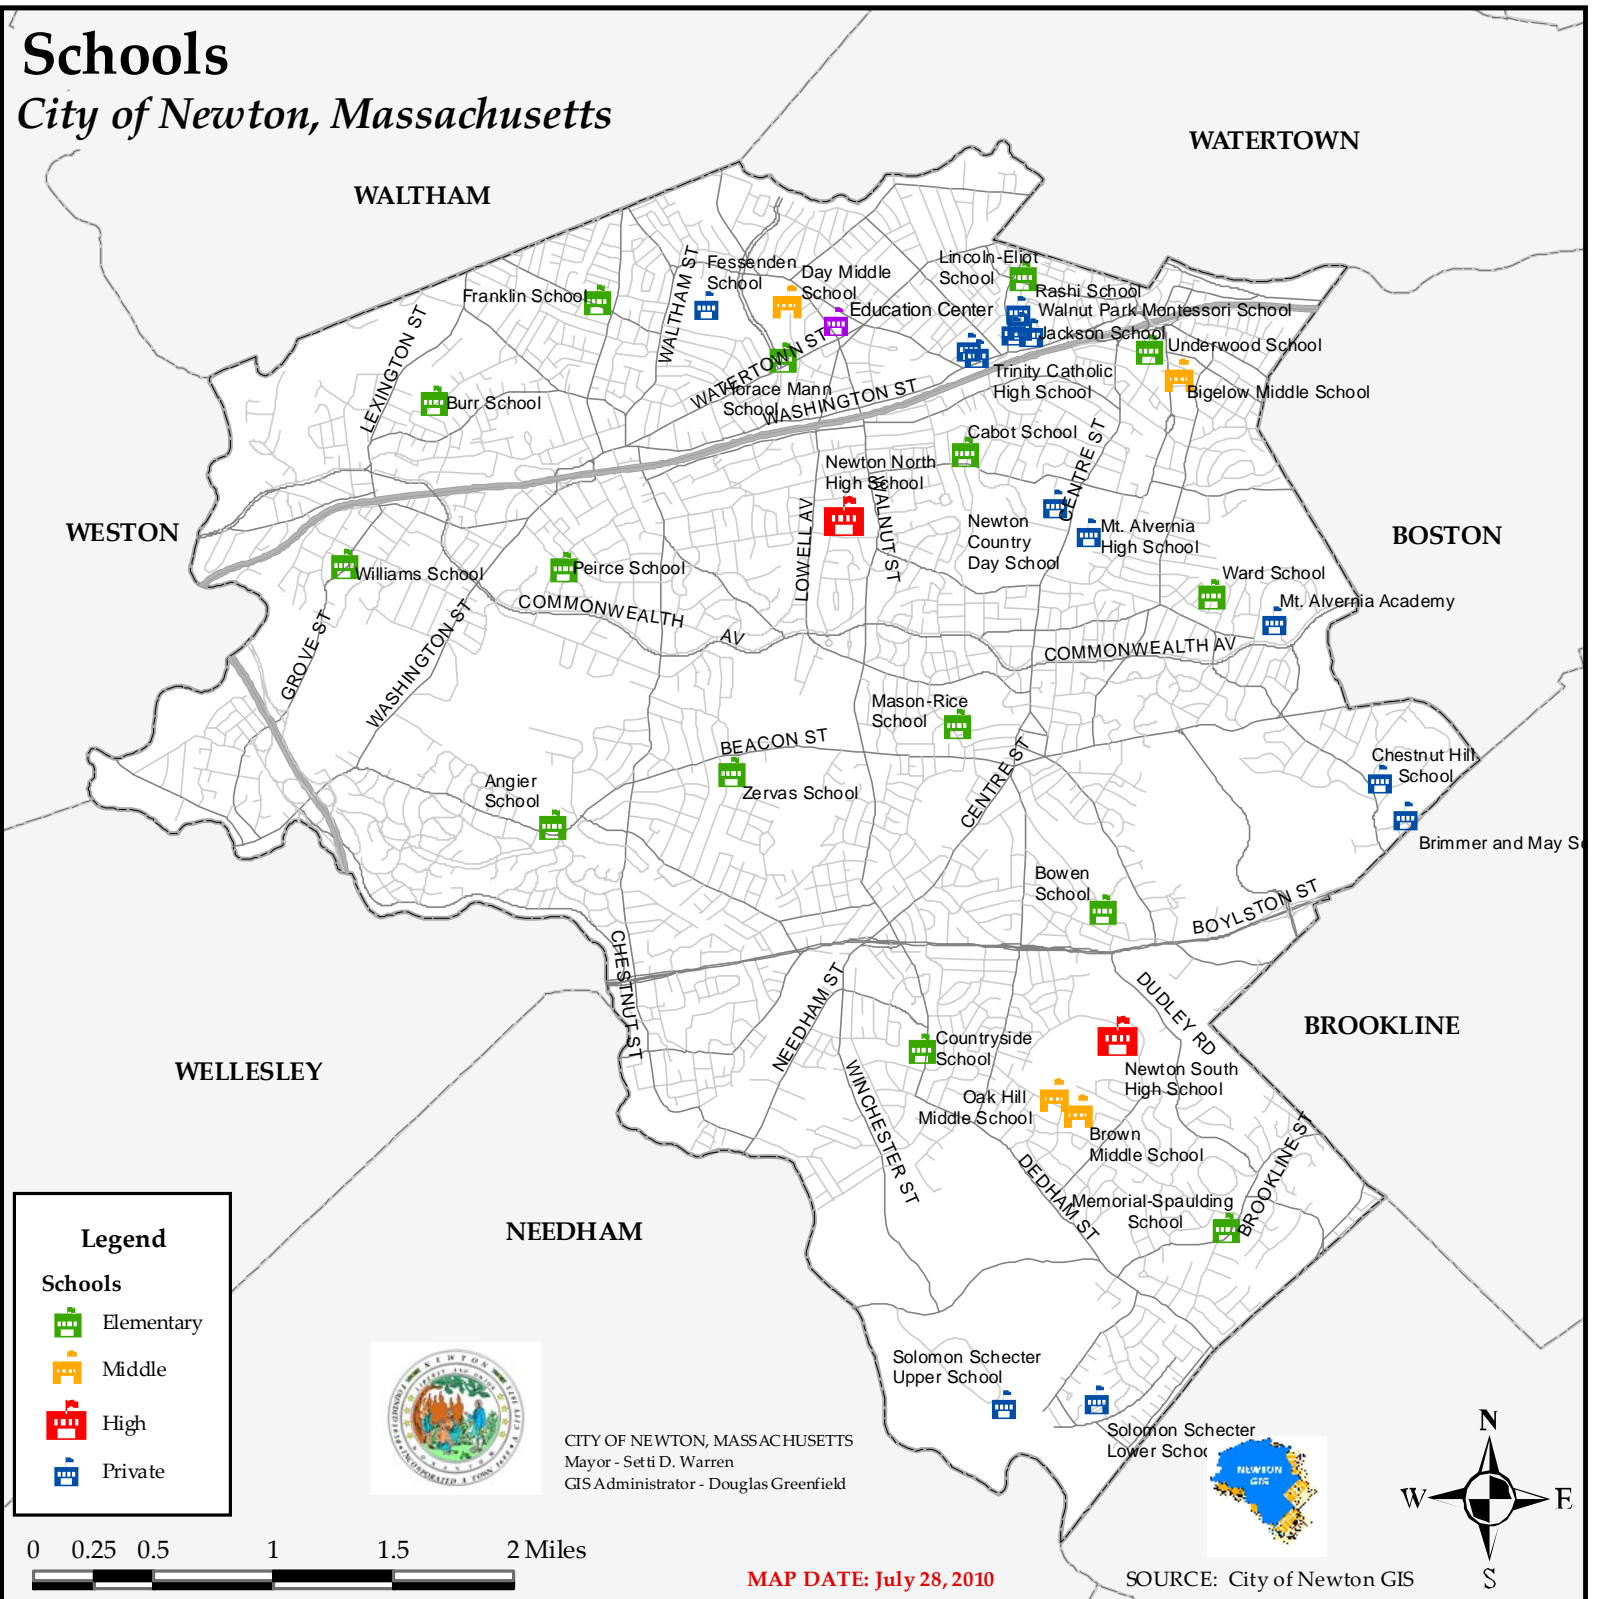 Schools
City of Newton, Massachusetts
WATERTOWN
WALTHAM
Lincoln-Eliot
School
Fessenden
School
Day Middle
School
Franklin School
Rashi School
Education Center
Walnut Park Montessori School
WALTHAM ST
LEXINGTON ST
Jackson School
Underwood School
WATERTOWN ST
Horace Mann
School
Trinity Catholic
High School
Bigelow Middle School
WASHINGTON ST
Burr School
Cabot School
CENTRE ST
Newton North
High School
WALNUT ST
LOWELL AV
WESTON
Newton
Country
Day School
Mt. Alvernia
High School
BOSTON
Williams School
Peirce School
Ward School
Mt. Alvernia Academy
COMMONWEALTH
AV
COMMONWEALTH AV
GROVE ST
WASHINGTON ST
Mason-Rice
School
BEACON ST
CENTRE ST
Chestnut Hill
School
Angier
School
Zervas School
Brimmer and May Sc
Bowen
School
BOYLSTON ST
CHESTNUT ST
NEEDHAM ST
DUDLEY RD
BROOKLINE
Countryside
School
WELLESLEY
WINCHESTER ST
Newton South
High School
Oak Hill
Middle School
Brown
Middle School
DEDHAM ST
BROOKLINE ST
Memorial-Spaulding
School
NEEDHAM
Legend
Schools
Elementary
Middle
High
Private
Solomon Schecter
Upper School
Solomon Schecter
Lower Schoo
NEWTON
GIS
CITY OF NEWTON, MASSACHUSETTS
Mayor - Setti D. Warren
GIS Administrator - Douglas Greenfield
N
W
E
S
0 0.25 0.5 1 1.5 2 Miles
MAP DATE: July 28, 2010
SOURCE: City of Newton GIS